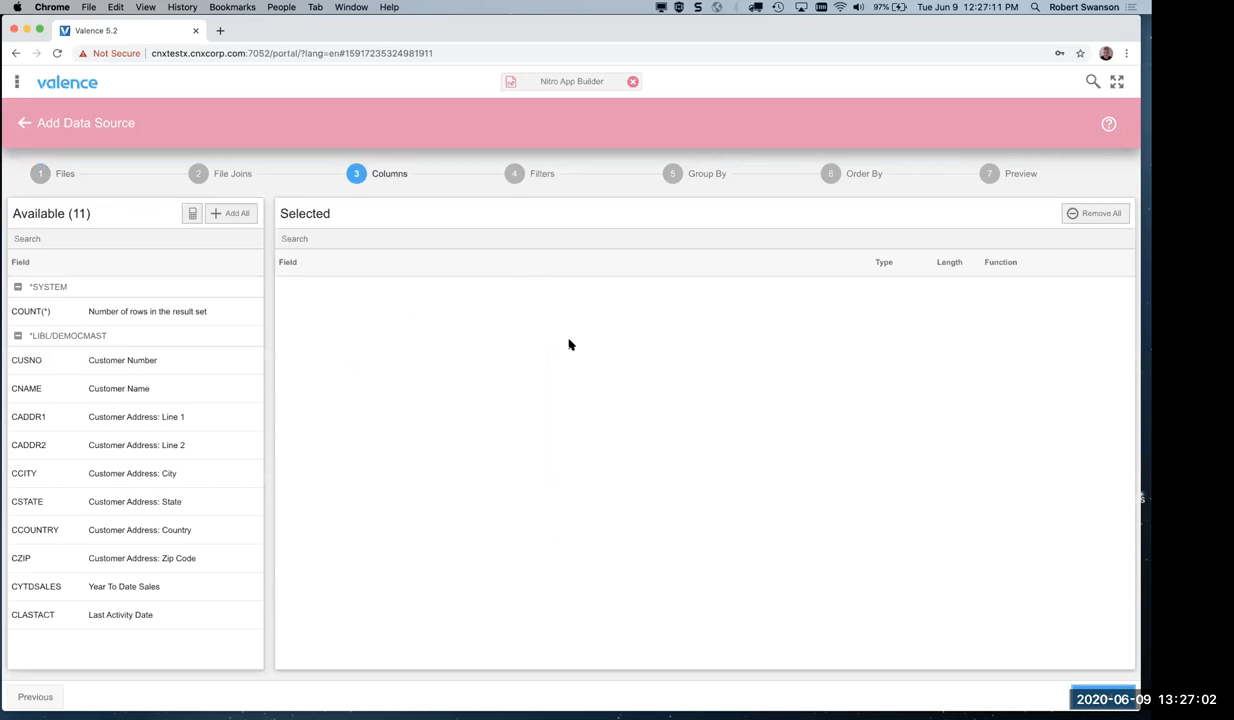 Chrome File Edit View History Bookmarks People Tab Window Help 97% Tue Jun 9 12:27:11 PM Robert Swanson
Valence 5.2
Not Secure cnxtestx.cnxcorp.com:7052/portal/?lang=en#15917235324981911
valence Nitro App Builder
Add Data Source
1 Files 2 File Joins 3 Columns 4 Filters 5 Group By 6 Order By 7 Preview
Available (11) Add All Selected Remove All
Search Search
Field Field Type Length Function
*SYSTEM
COUNT(*) Number of rows in the result set
*LIBL/DEMOCMAST
CUSNO Customer Number
CNAME Customer Name
CADDR1 Customer Address: Line 1
CADDR2 Customer Address: Line 2
CCITY Customer Address: City
CSTATE Customer Address: State
CCOUNTRY Customer Address: Country
CZIP Customer Address: Zip Code
CYTDSALES Year To Date Sales
CLASTACT Last Activity Date
Previous
2020-06-09 13:27:02